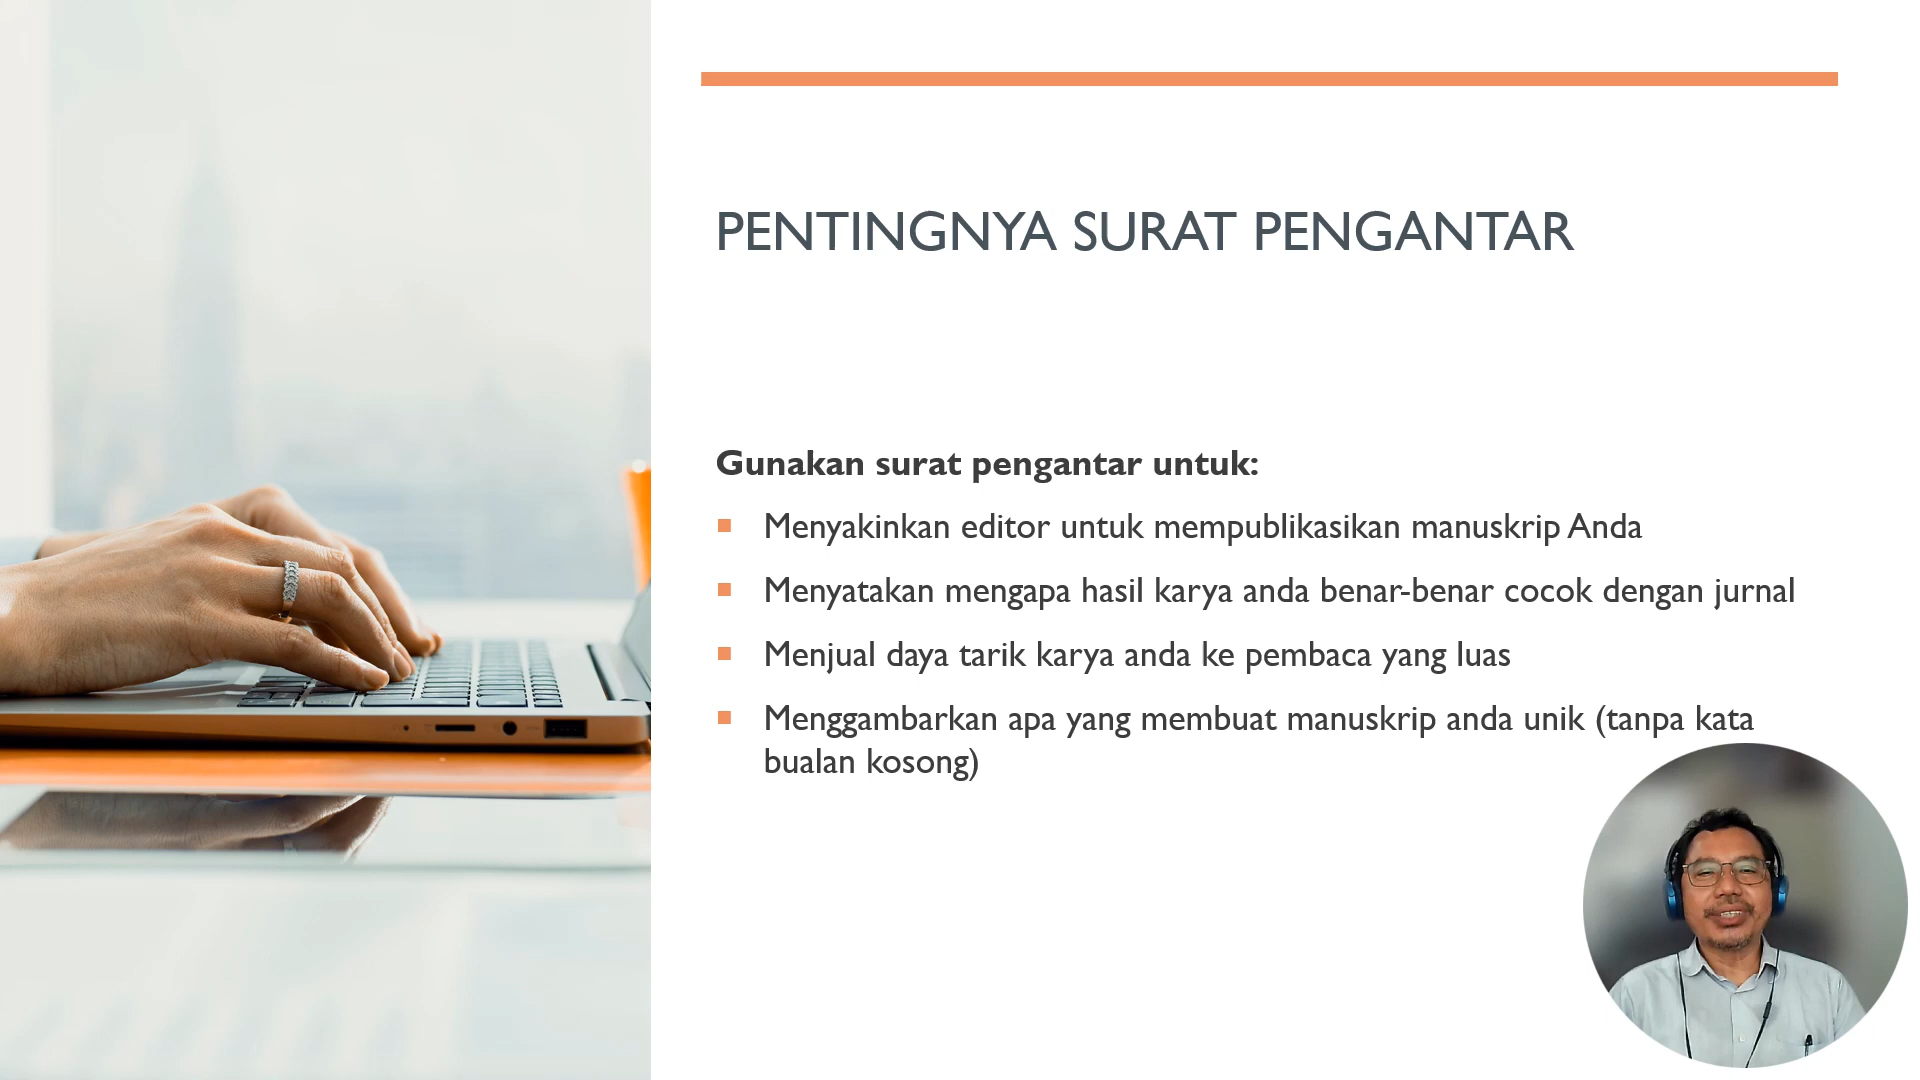 PENTINGNYA SURAT PENGANTAR
Gunakan surat pengantar untuk:
Menyakinkan editor untuk mempublikasikan manuskrip Anda
Menyatakan mengapa hasil karya anda benar-benar cocok dengan jurnal
Menjual daya tarik karya anda ke pembaca yang luas
Menggambarkan apa yang membuat manuskrip anda unik (tanpa kata
bualan kosong)